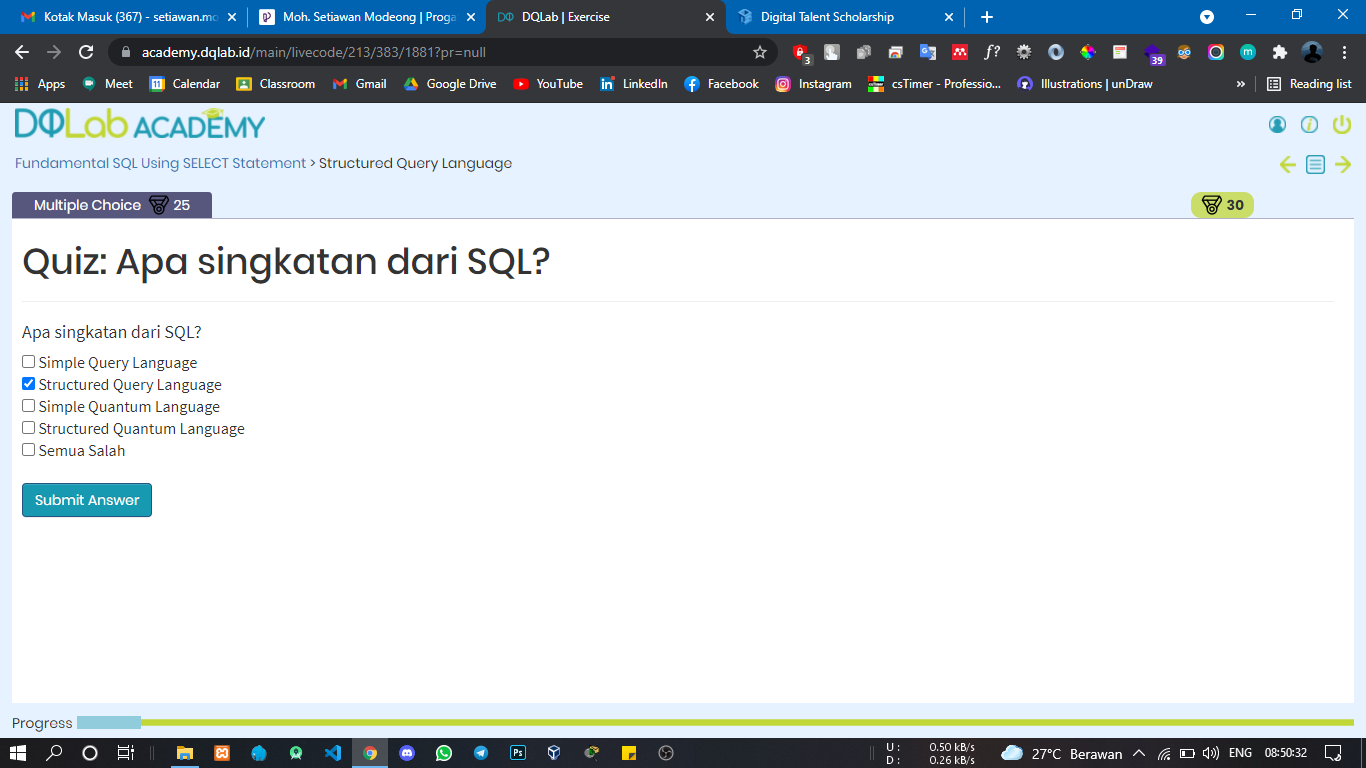 Kotak Masuk (367) - setiawan.mo
Moh. Setiawan Modeong | Proga
DQLab | Exercise
Digital Talent Scholarship
academy.dqlab.id/main/livecode/213/383/1881?pr=null
3
f?
39
Apps
Meet
Calendar
Classroom
Gmail
Google Drive
YouTube
LinkedIn
Facebook
Instagram
csTimer - Professio...
Illustrations | unDraw
»
Reading list
DQLab ACADEMY
Fundamental SQL Using SELECT Statement > Structured Query Language
Multiple Choice 25
30
Quiz: Apa singkatan dari SQL?
Apa singkatan dari SQL?
Simple Query Language
Structured Query Language
Simple Quantum Language
Structured Quantum Language
Semua Salah
Submit Answer
Progress
U : 0.50 kB/s
D : 0.26 kB/s
27°C Berawan
ENG
08:50:32